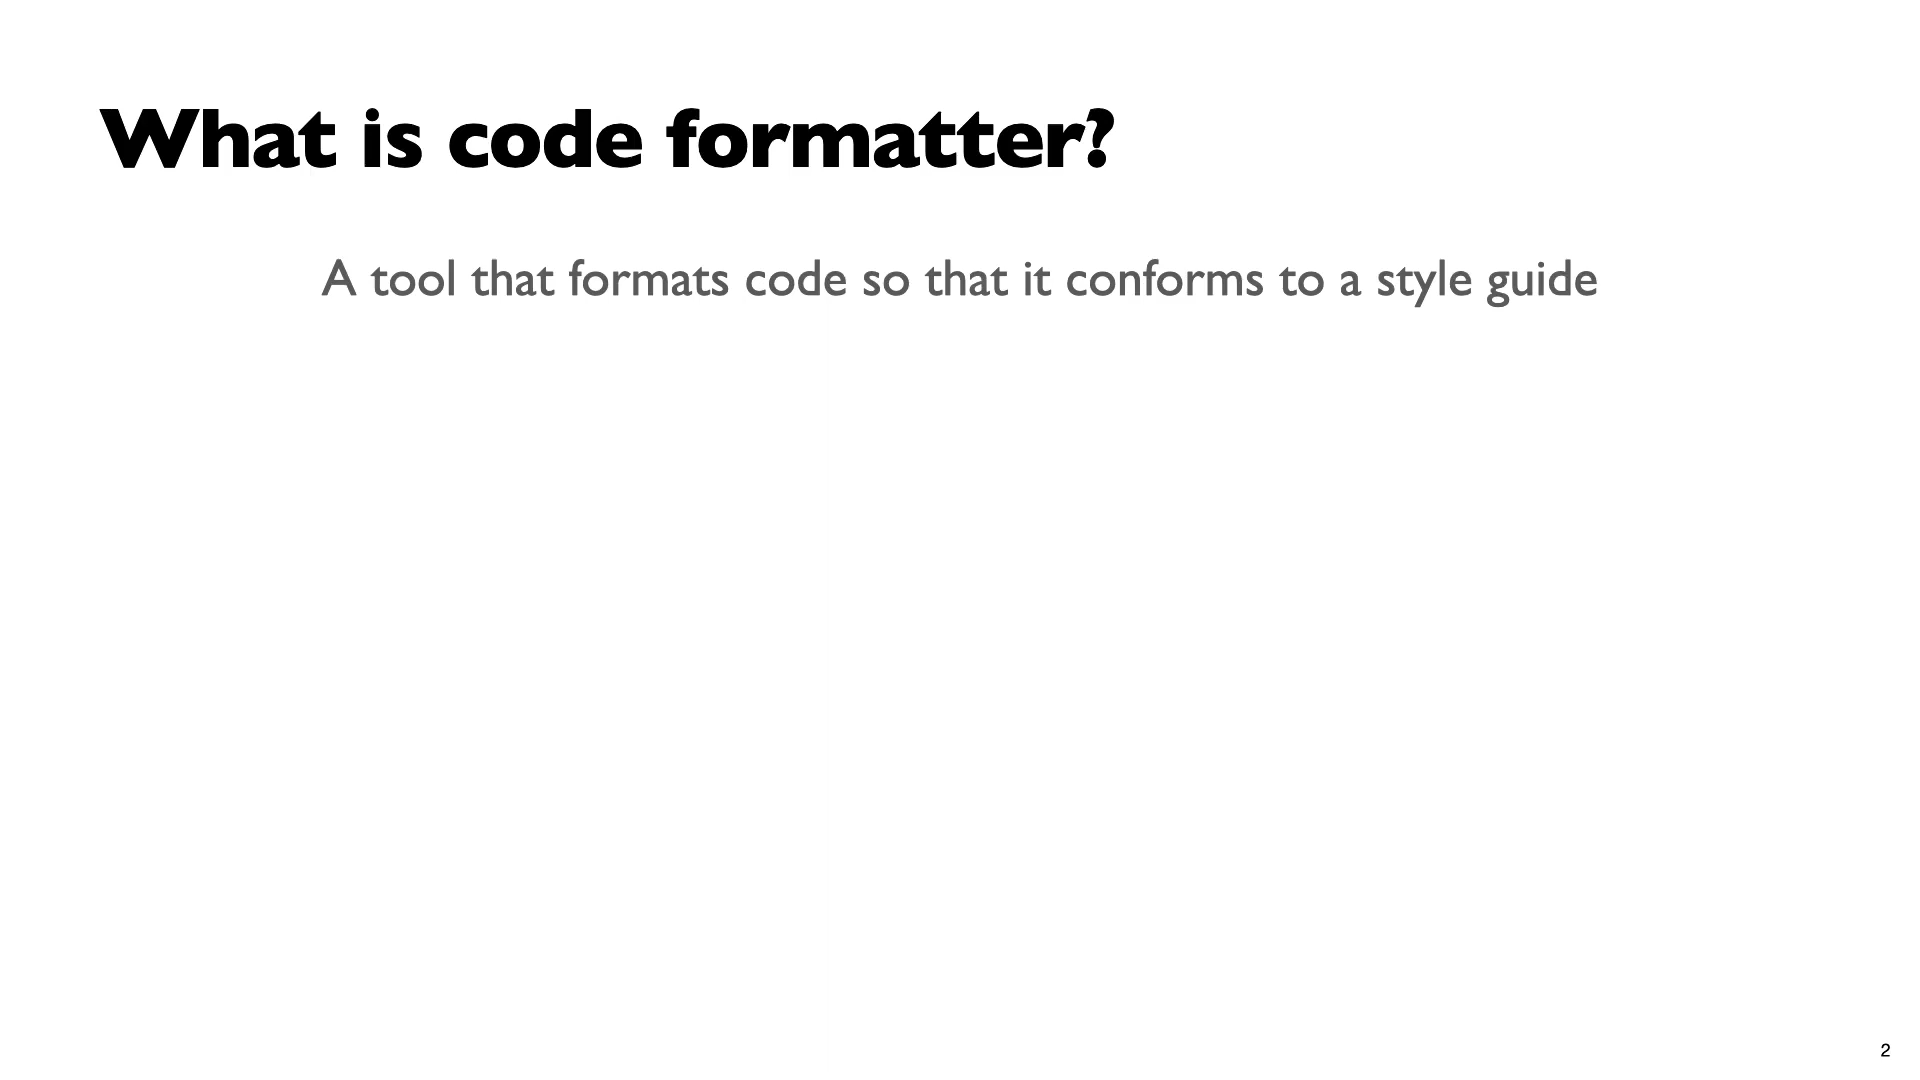 What is code formatter?
A tool that formats code so that it conforms to a style guide
2